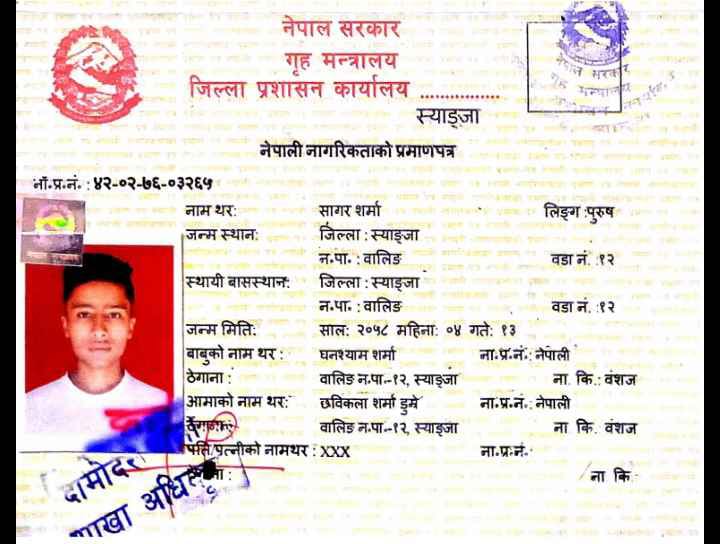 नेपाल सरकार
गृह मन्त्रालय
जिल्ला प्रशासन कार्यालय ................
स्याङ्जा
नेपाली नागरिकताको प्रमाणपत्र
ना.प्र.नं. : ४२-०२-७६-०३२६५
नाम थर: सागर शर्मा लिङ्ग :पुरुष
जन्म स्थान: जिल्ला : स्याङ्जा
न.पा. : वालिङ वडा नं. :१२
स्थायी बासस्थान: जिल्ला : स्याङ्जा
न.पा. : वालिङ वडा नं. :१२
जन्म मिति: साल: २०५८ महिना: ०४ गते: १३
बाबुको नाम थर : घनश्याम शर्मा ना.प्र.नं.: नेपाली
ठेगाना : वालिङ न.पा.-१२, स्याङ्जा ना. कि.: वंशज
आमाको नाम थर: छविकला शर्मा डुम्रे ना.प्र.नं.: नेपाली
वालिङ न.पा.-१२, स्याङ्जा ना कि. वंशज
पति/पत्नीको नामथर : XXX ना.प्र.नं.
ना कि
दामोदर
शाखा